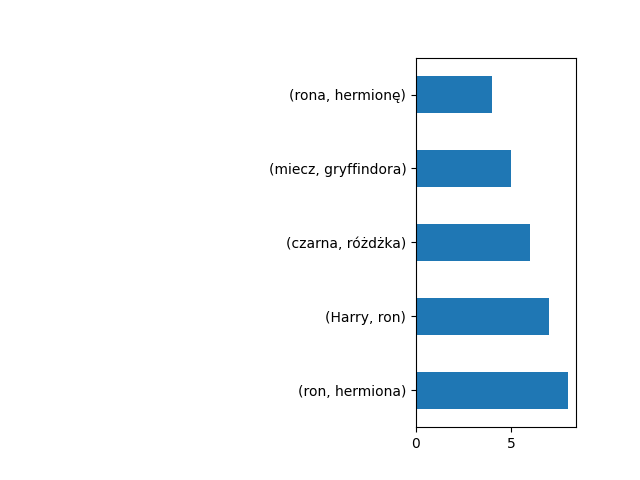 (rona, hermionę)
(miecz, gryffindora)
(czarna, różdżka)
(Harry, ron)
(ron, hermiona)
0 5